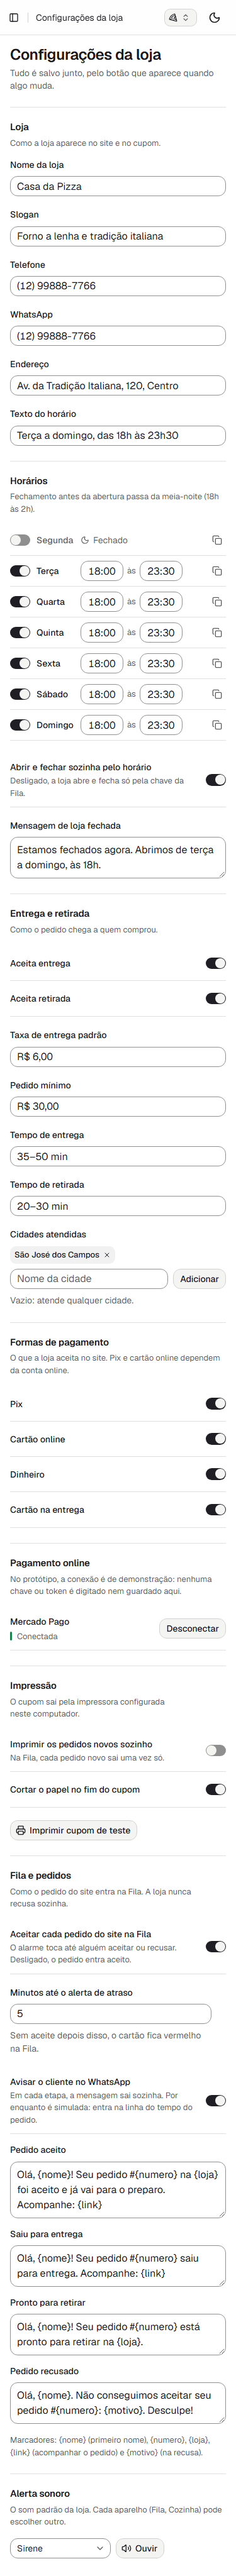 Configurações da loja
Configurações da loja
Tudo é salvo junto, pelo botão que aparece quando
algo muda.
Loja
Como a loja aparece no site e no cupom.
Nome da loja
Casa da Pizza
Slogan
Forno a lenha e tradição italiana
Telefone
(12) 99888-7766
WhatsApp
(12) 99888-7766
Endereço
Av. da Tradição Italiana, 120, Centro
Texto do horário
Terça a domingo, das 18h às 23h30
Horários
Fechamento antes da abertura passa da meia-noite (18h
às 2h).
Segunda Fechado
Terça 18:00 às 23:30
Quarta 18:00 às 23:30
Quinta 18:00 às 23:30
Sexta 18:00 às 23:30
Sábado 18:00 às 23:30
Domingo 18:00 às 23:30
Abrir e fechar sozinha pelo horário
Desligado, a loja abre e fecha só pela chave da
Fila.
Mensagem de loja fechada
Estamos fechados agora. Abrimos de terça
a domingo, às 18h.
Entrega e retirada
Como o pedido chega a quem comprou.
Aceita entrega
Aceita retirada
Taxa de entrega padrão
R$ 6,00
Pedido mínimo
R$ 30,00
Tempo de entrega
35–50 min
Tempo de retirada
20–30 min
Cidades atendidas
São José dos Campos ×
Nome da cidade Adicionar
Vazio: atende qualquer cidade.
Formas de pagamento
O que a loja aceita no site. Pix e cartão online dependem
da conta online.
Pix
Cartão online
Dinheiro
Cartão na entrega
Pagamento online
No protótipo, a conexão é de demonstração: nenhuma
chave ou token é digitado nem guardado aqui.
Mercado Pago
Conectada
Desconectar
Impressão
O cupom sai pela impressora configurada
neste computador.
Imprimir os pedidos novos sozinho
Na Fila, cada pedido novo sai uma vez só.
Cortar o papel no fim do cupom
Imprimir cupom de teste
Fila e pedidos
Como o pedido do site entra na Fila. A loja nunca
recusa sozinha.
Aceitar cada pedido do site na Fila
O alarme toca até alguém aceitar ou recusar.
Desligado, o pedido entra aceito.
Minutos até o alerta de atraso
5
Sem aceite depois disso, o cartão fica vermelho
na Fila.
Avisar o cliente no WhatsApp
Em cada etapa, a mensagem sai sozinha. Por
enquanto é simulada: entra na linha do tempo do
pedido.
Pedido aceito
Olá, {nome}! Seu pedido #{numero} na {loja}
foi aceito e já vai para o preparo.
Acompanhe: {link}
Saiu para entrega
Olá, {nome}! Seu pedido #{numero} saiu
para entrega. Acompanhe: {link}
Pronto para retirar
Olá, {nome}! Seu pedido #{numero} está
pronto para retirar na {loja}.
Pedido recusado
Olá, {nome}. Não conseguimos aceitar seu
pedido #{numero}: {motivo}. Desculpe!
Marcadores: {nome} (primeiro nome), {numero}, {loja},
{link} (acompanhar o pedido) e {motivo} (na recusa).
Alerta sonoro
O som padrão da loja. Cada aparelho (Fila, Cozinha) pode
escolher outro.
Sirene Ouvir